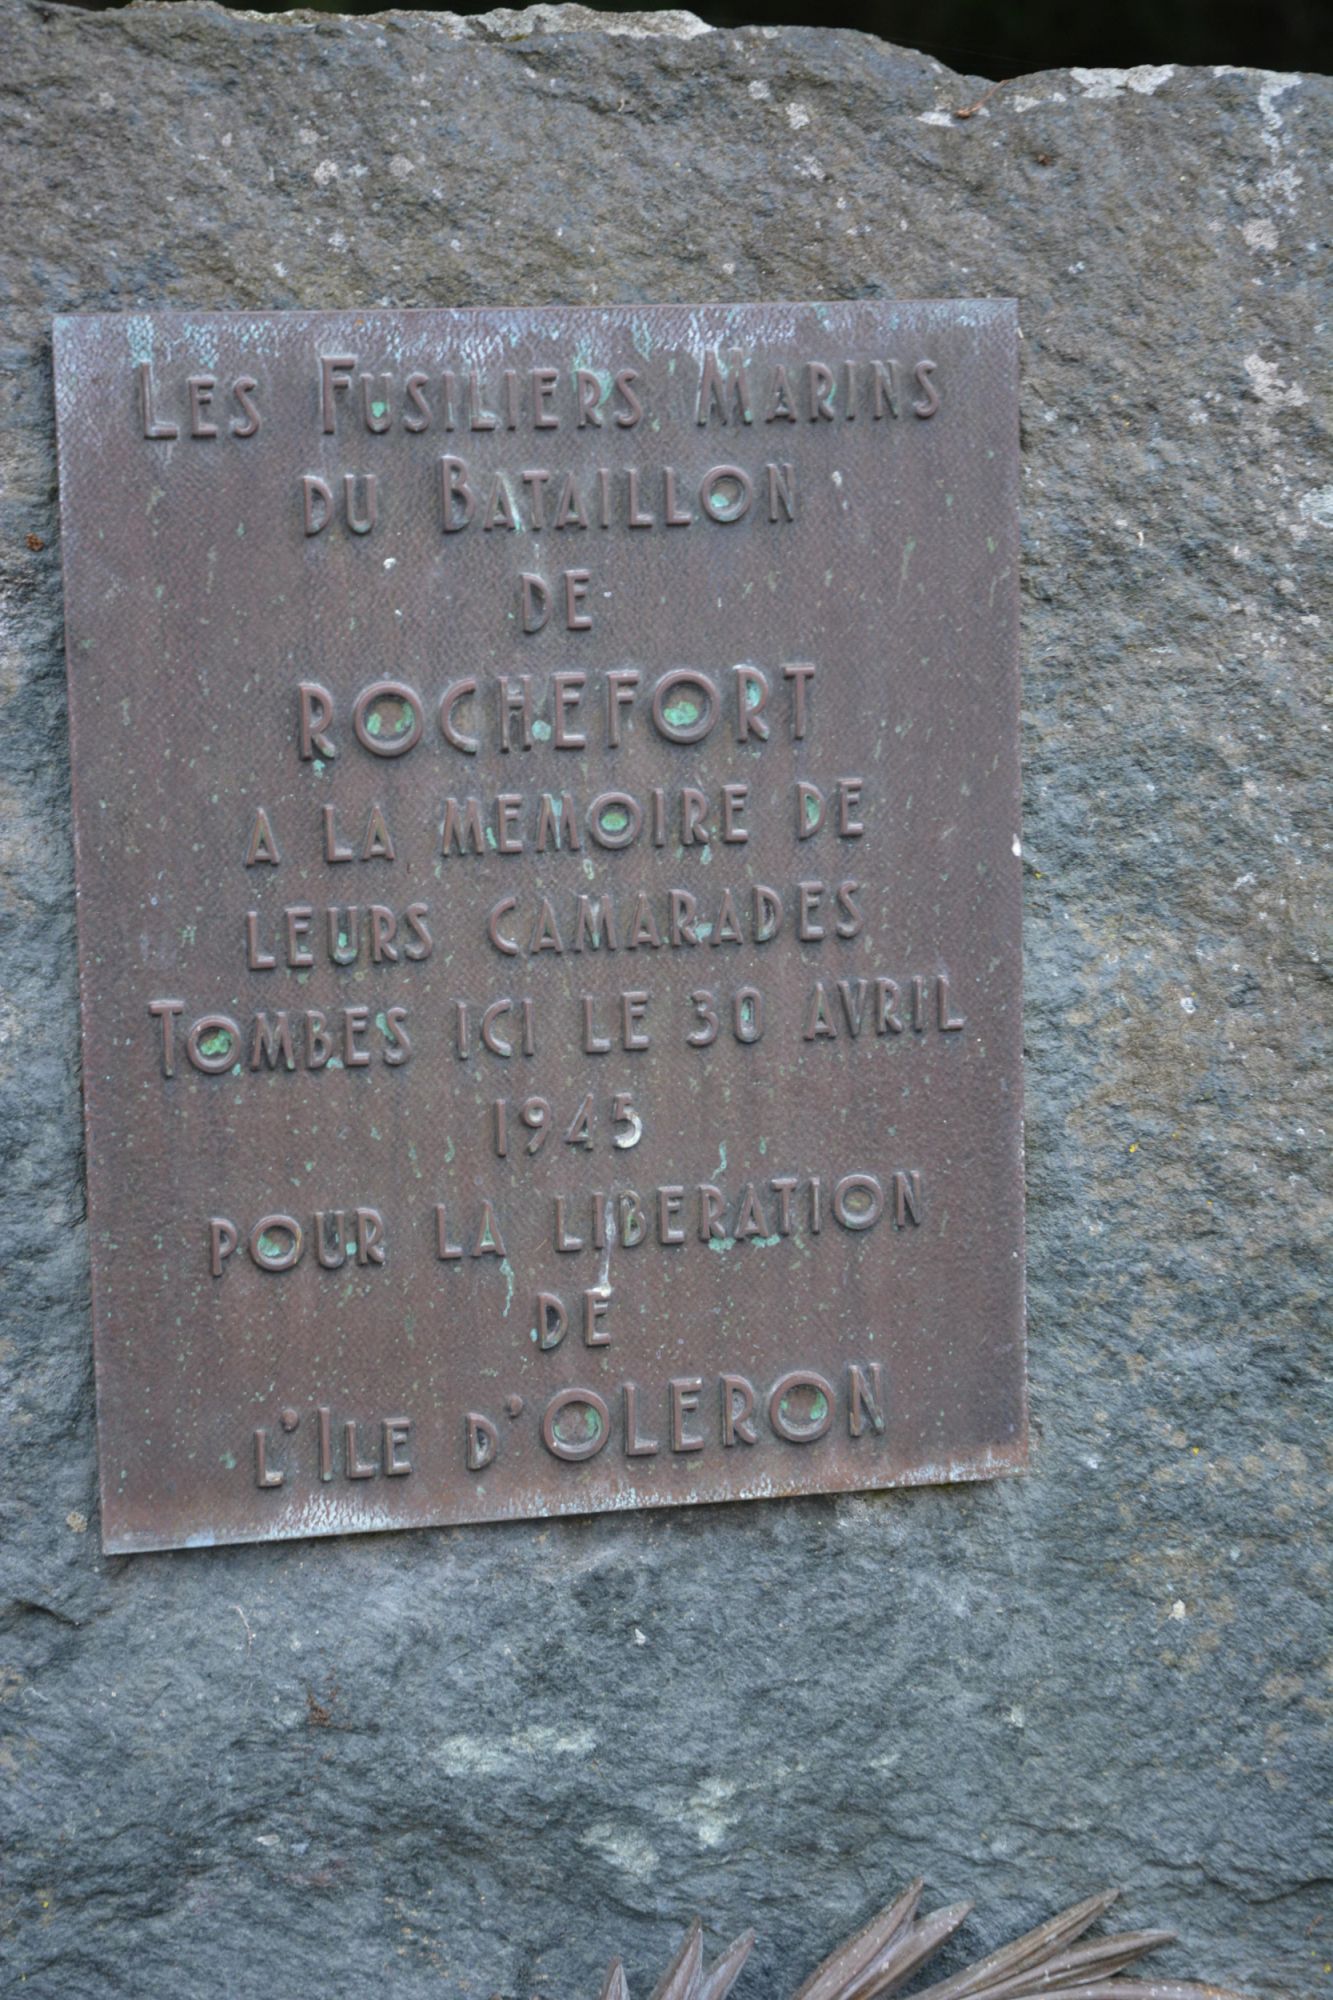 LES FUSILIERS MARINS
DU BATAILLON
DE
ROCHEFORT
A LA MEMOIRE DE
LEURS CAMARADES
TOMBES ICI LE 30 AVRIL
1945
POUR LA LIBERATION
DE
L'ILE D'OLERON